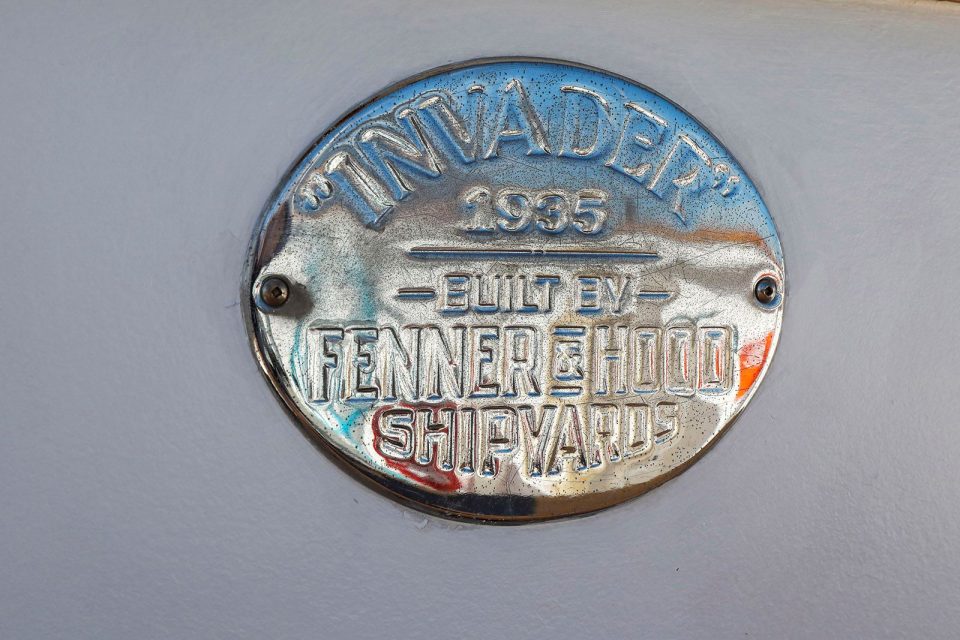 "INVADER"
1935
-BUILT BY-
FENNER & HOOD
SHIPYARDS